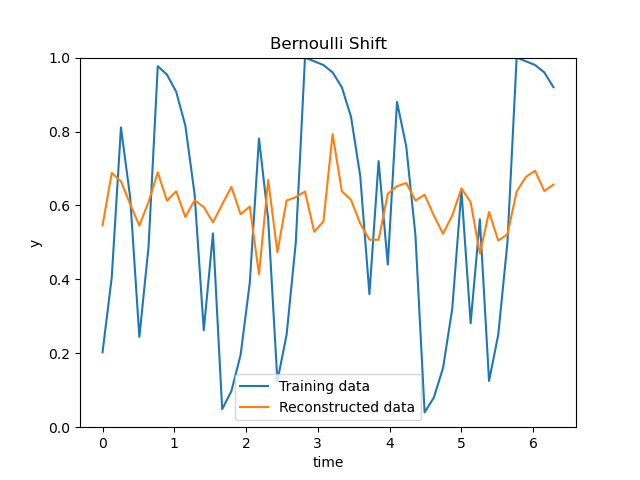 Bernoulli Shift
y
1.0
0.8
0.6
0.4
0.2
0.0
Training data
Reconstructed data
0 1 2 3 4 5 6
time